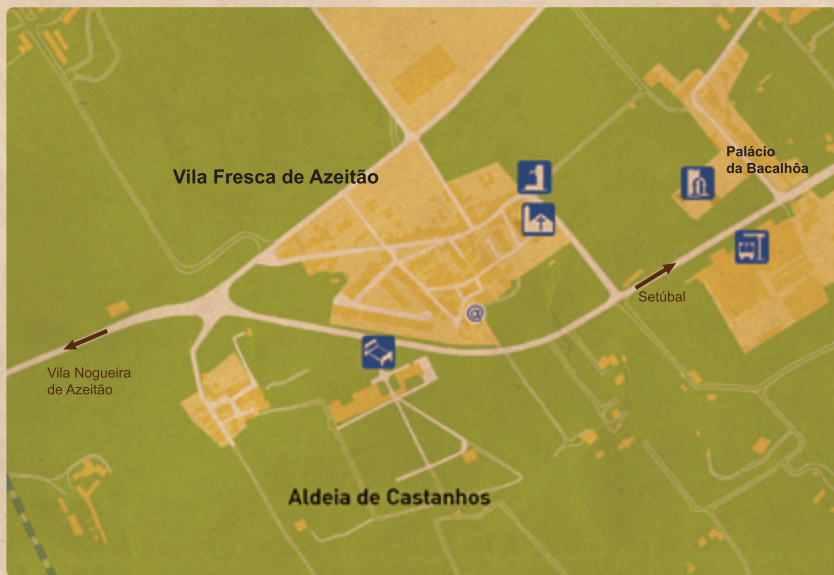 Vila Fresca de Azeitão
Palácio
da Bacalhôa
Setúbal
@
Vila Nogueira
de Azeitão
Aldeia de Castanhos